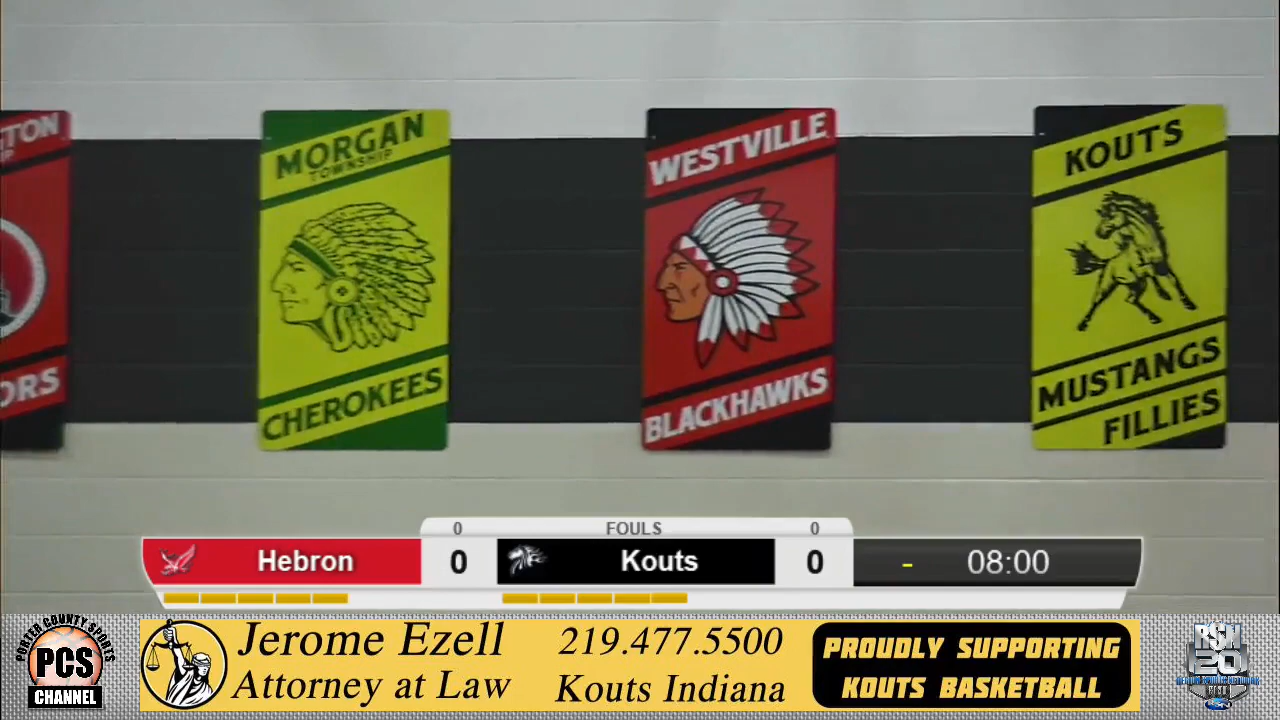 GTON
MORGAN
TOWNSHIP
CHEROKEES
WESTVILLE
BLACKHAWKS
KOUTS
MUSTANGS
FILLIES
ORS
0 FOULS 0
Hebron 0 Kouts 0 - 08:00
PORTER COUNTY SPORTS
PCS
CHANNEL
Jerome Ezell
Attorney at Law
219.477.5500
Kouts Indiana
PROUDLY SUPPORTING
KOUTS BASKETBALL
RSN
20